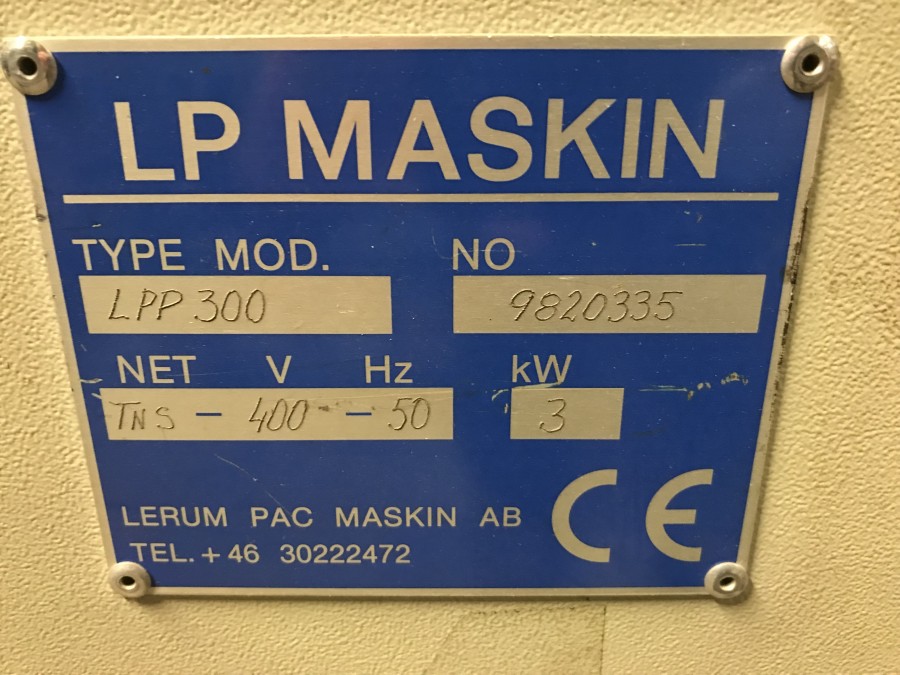 LP MASKIN
TYPE MOD. NO
LPP 300 9820335
NET V Hz kW
TNS - 400 - 50 3
LERUM PAC MASKIN AB
TEL. + 46 30222472
CE